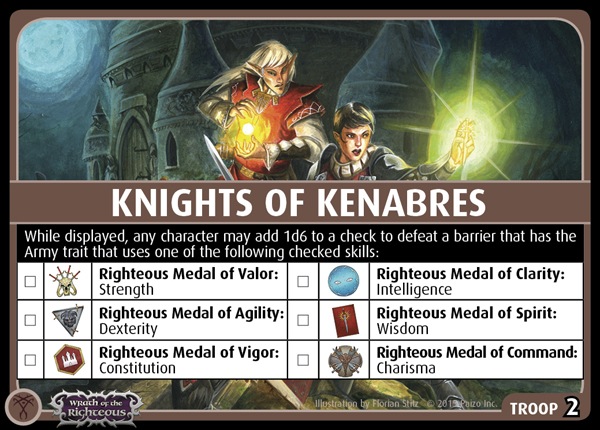 KNIGHTS OF KENABRES
While displayed, any character may add 1d6 to a check to defeat a barrier that has the
Army trait that uses one of the following checked skills:
Righteous Medal of Valor:
Strength
Righteous Medal of Clarity:
Intelligence
Righteous Medal of Agility:
Dexterity
Righteous Medal of Spirit:
Wisdom
Righteous Medal of Vigor:
Constitution
Righteous Medal of Command:
Charisma
Wrath of the
Righteous
Illustration by Florian Stitz © 2015 Paizo Inc.
TROOP 2